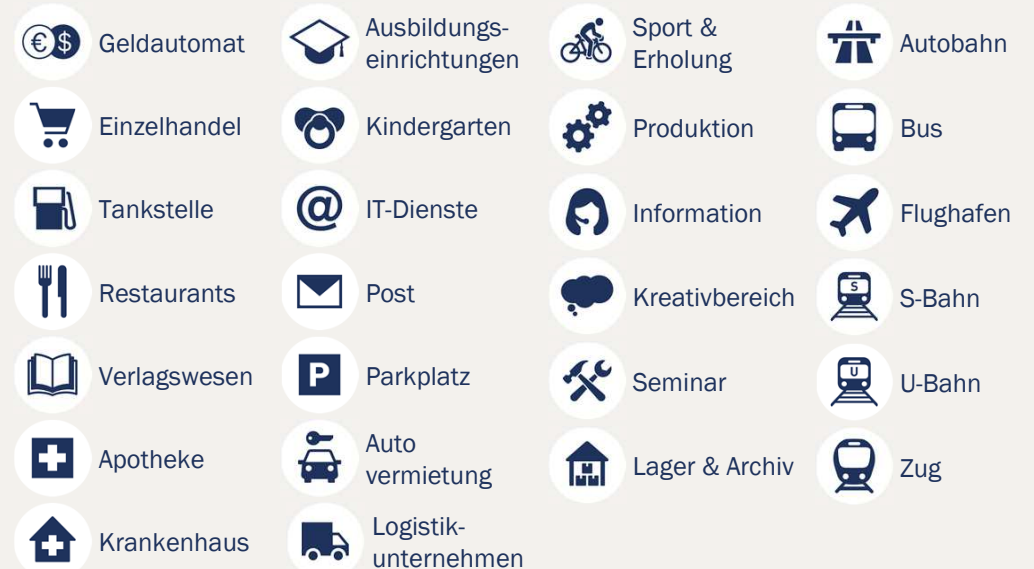 € $ Geldautomat
Einzelhandel
Tankstelle
Restaurants
Verlagswesen
Apotheke
Krankenhaus
Ausbildungs-
einrichtungen
Kindergarten
@ IT-Dienste
Post
P Parkplatz
Auto
vermietung
Logistik-
unternehmen
Sport &
Erholung
Produktion
Information
Kreativbereich
Seminar
Lager & Archiv
Autobahn
Bus
Flughafen
S S-Bahn
U U-Bahn
Zug